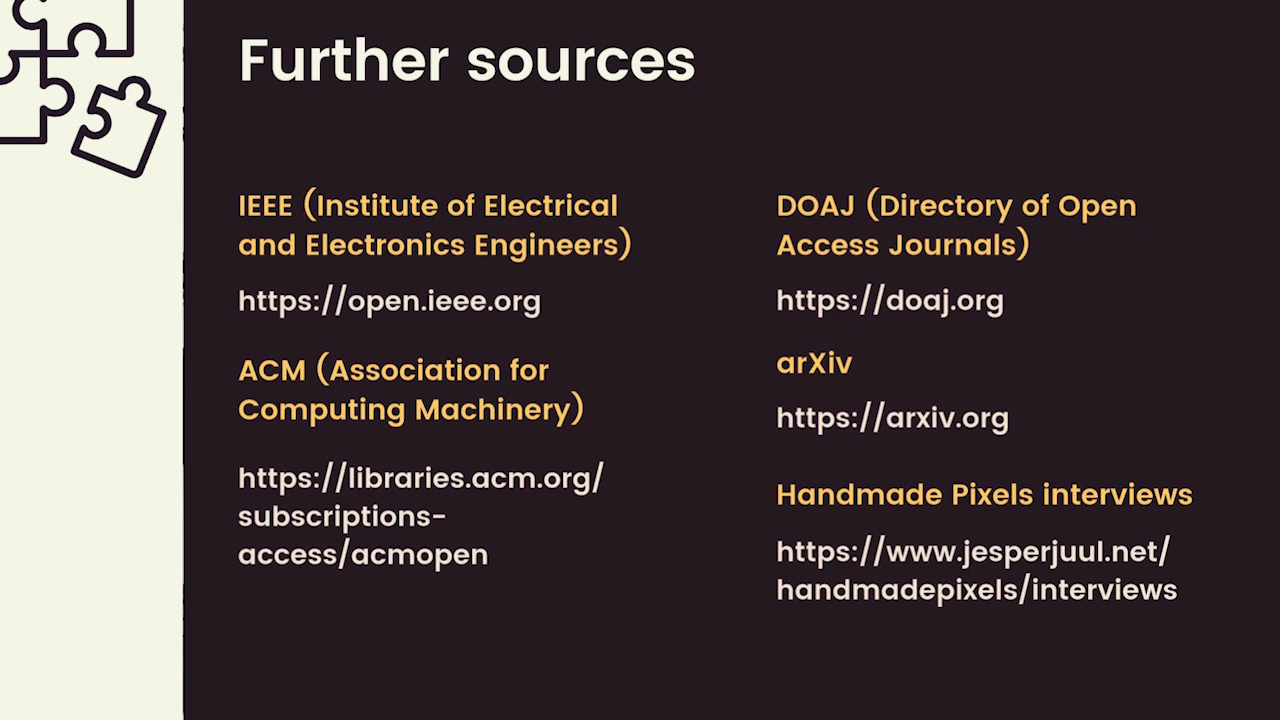 Further sources
IEEE (Institute of Electrical
and Electronics Engineers)
https://open.ieee.org
ACM (Association for
Computing Machinery)
https://libraries.acm.org/
subscriptions-
access/acmopen
DOAJ (Directory of Open
Access Journals)
https://doaj.org
arXiv
https://arxiv.org
Handmade Pixels interviews
https://www.jesperjuul.net/
handmadepixels/interviews